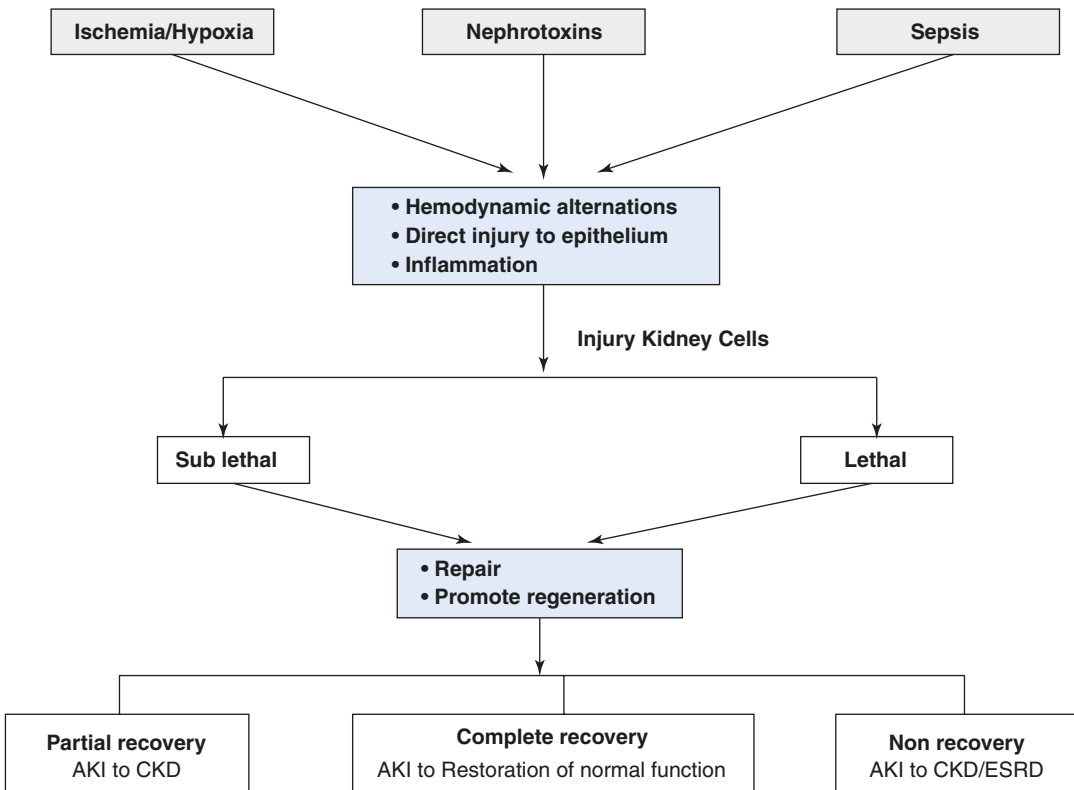 Ischemia/Hypoxia
Nephrotoxins
Sepsis
• Hemodynamic alternations
• Direct injury to epithelium
• Inflammation
Injury Kidney Cells
Sub lethal
Lethal
• Repair
• Promote regeneration
Partial recovery
AKI to CKD
Complete recovery
AKI to Restoration of normal function
Non recovery
AKI to CKD/ESRD